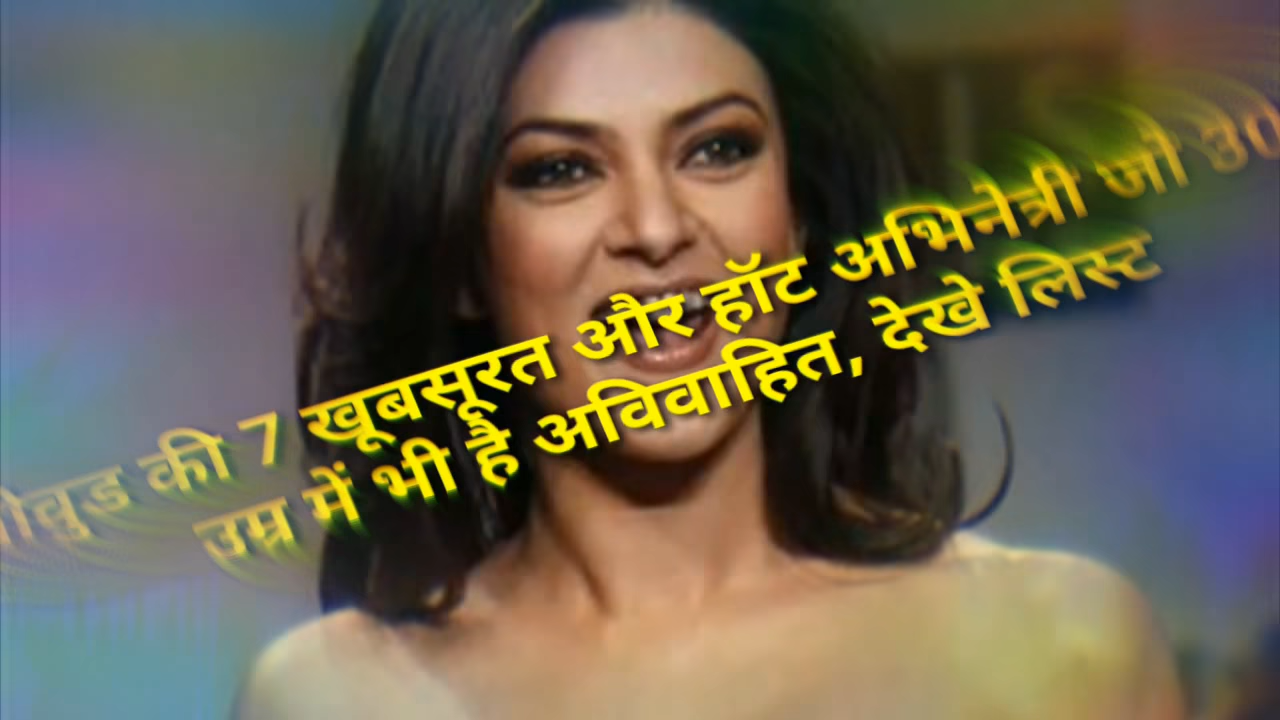 की 7 खूबसूरत और हॉट अभिनेत्री जो 30
उम्र में भी है अविवाहित, देखे लिस्ट